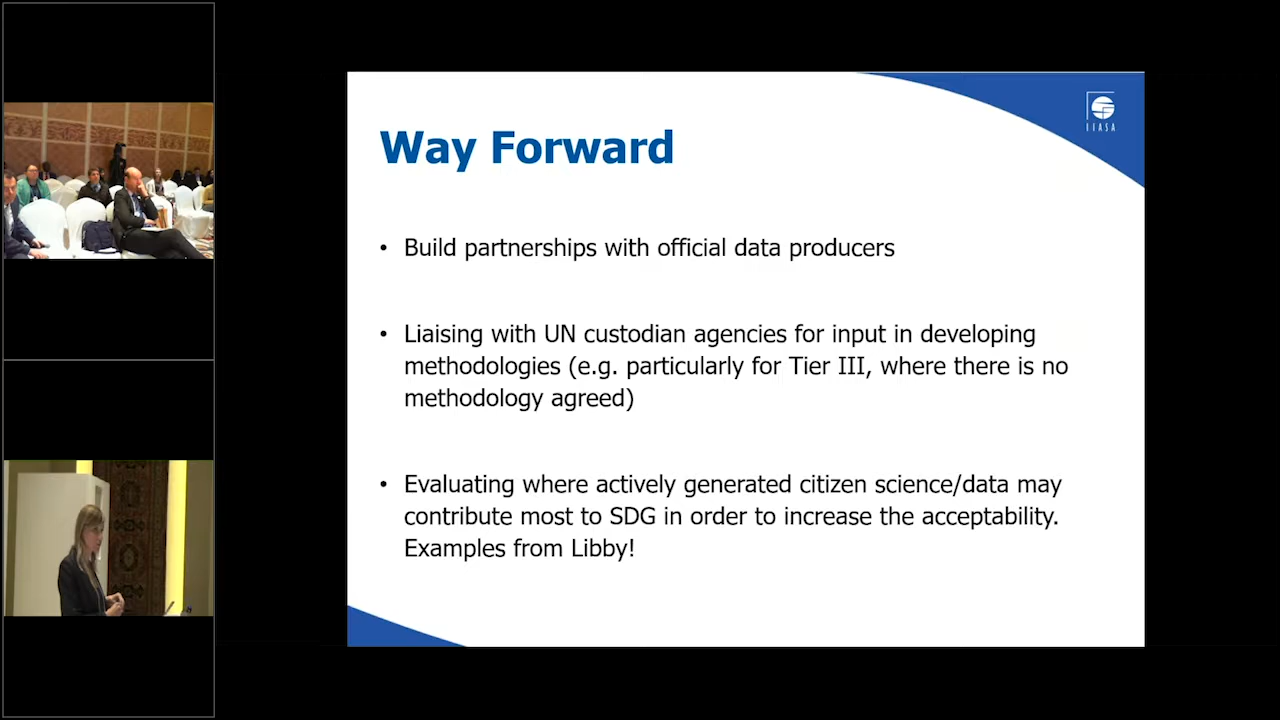 IIASA
Way Forward
• Build partnerships with official data producers
• Liaising with UN custodian agencies for input in developing
methodologies (e.g. particularly for Tier III, where there is no
methodology agreed)
• Evaluating where actively generated citizen science/data may
contribute most to SDG in order to increase the acceptability.
Examples from Libby!